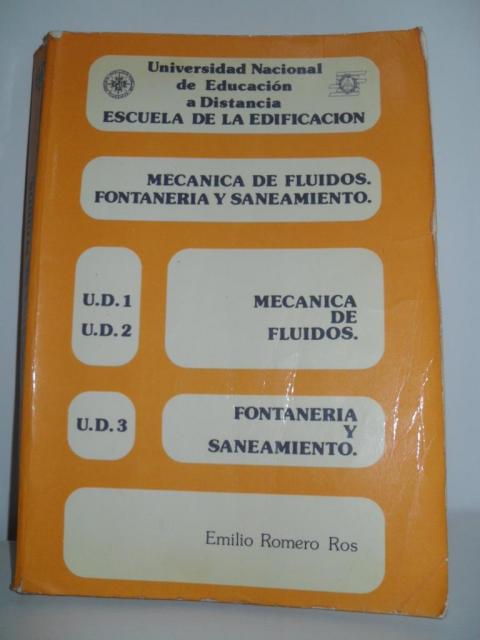 Universidad Nacional
de Educación
a Distancia
ESCUELA DE LA EDIFICACION
MECANICA DE FLUIDOS.
FONTANERIA Y SANEAMIENTO.
U.D.1
U.D.2
MECANICA
DE
FLUIDOS.
U.D.3
FONTANERIA
Y
SANEAMIENTO.
Emilio Romero Ros